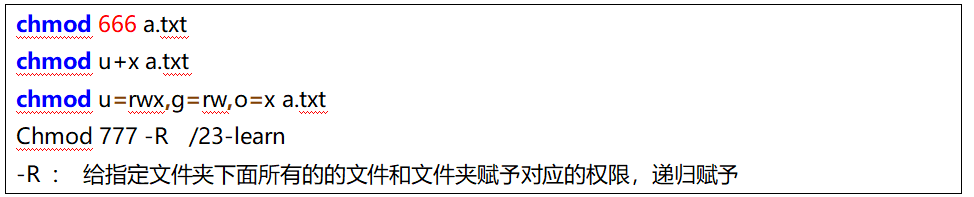 chmod 666 a.txt
chmod u+x a.txt
chmod u=rwx,g=rw,o=x a.txt
Chmod 777 -R /23-learn
-R ： 给指定文件夹下面所有的的文件和文件夹赋予对应的权限，递归赋予